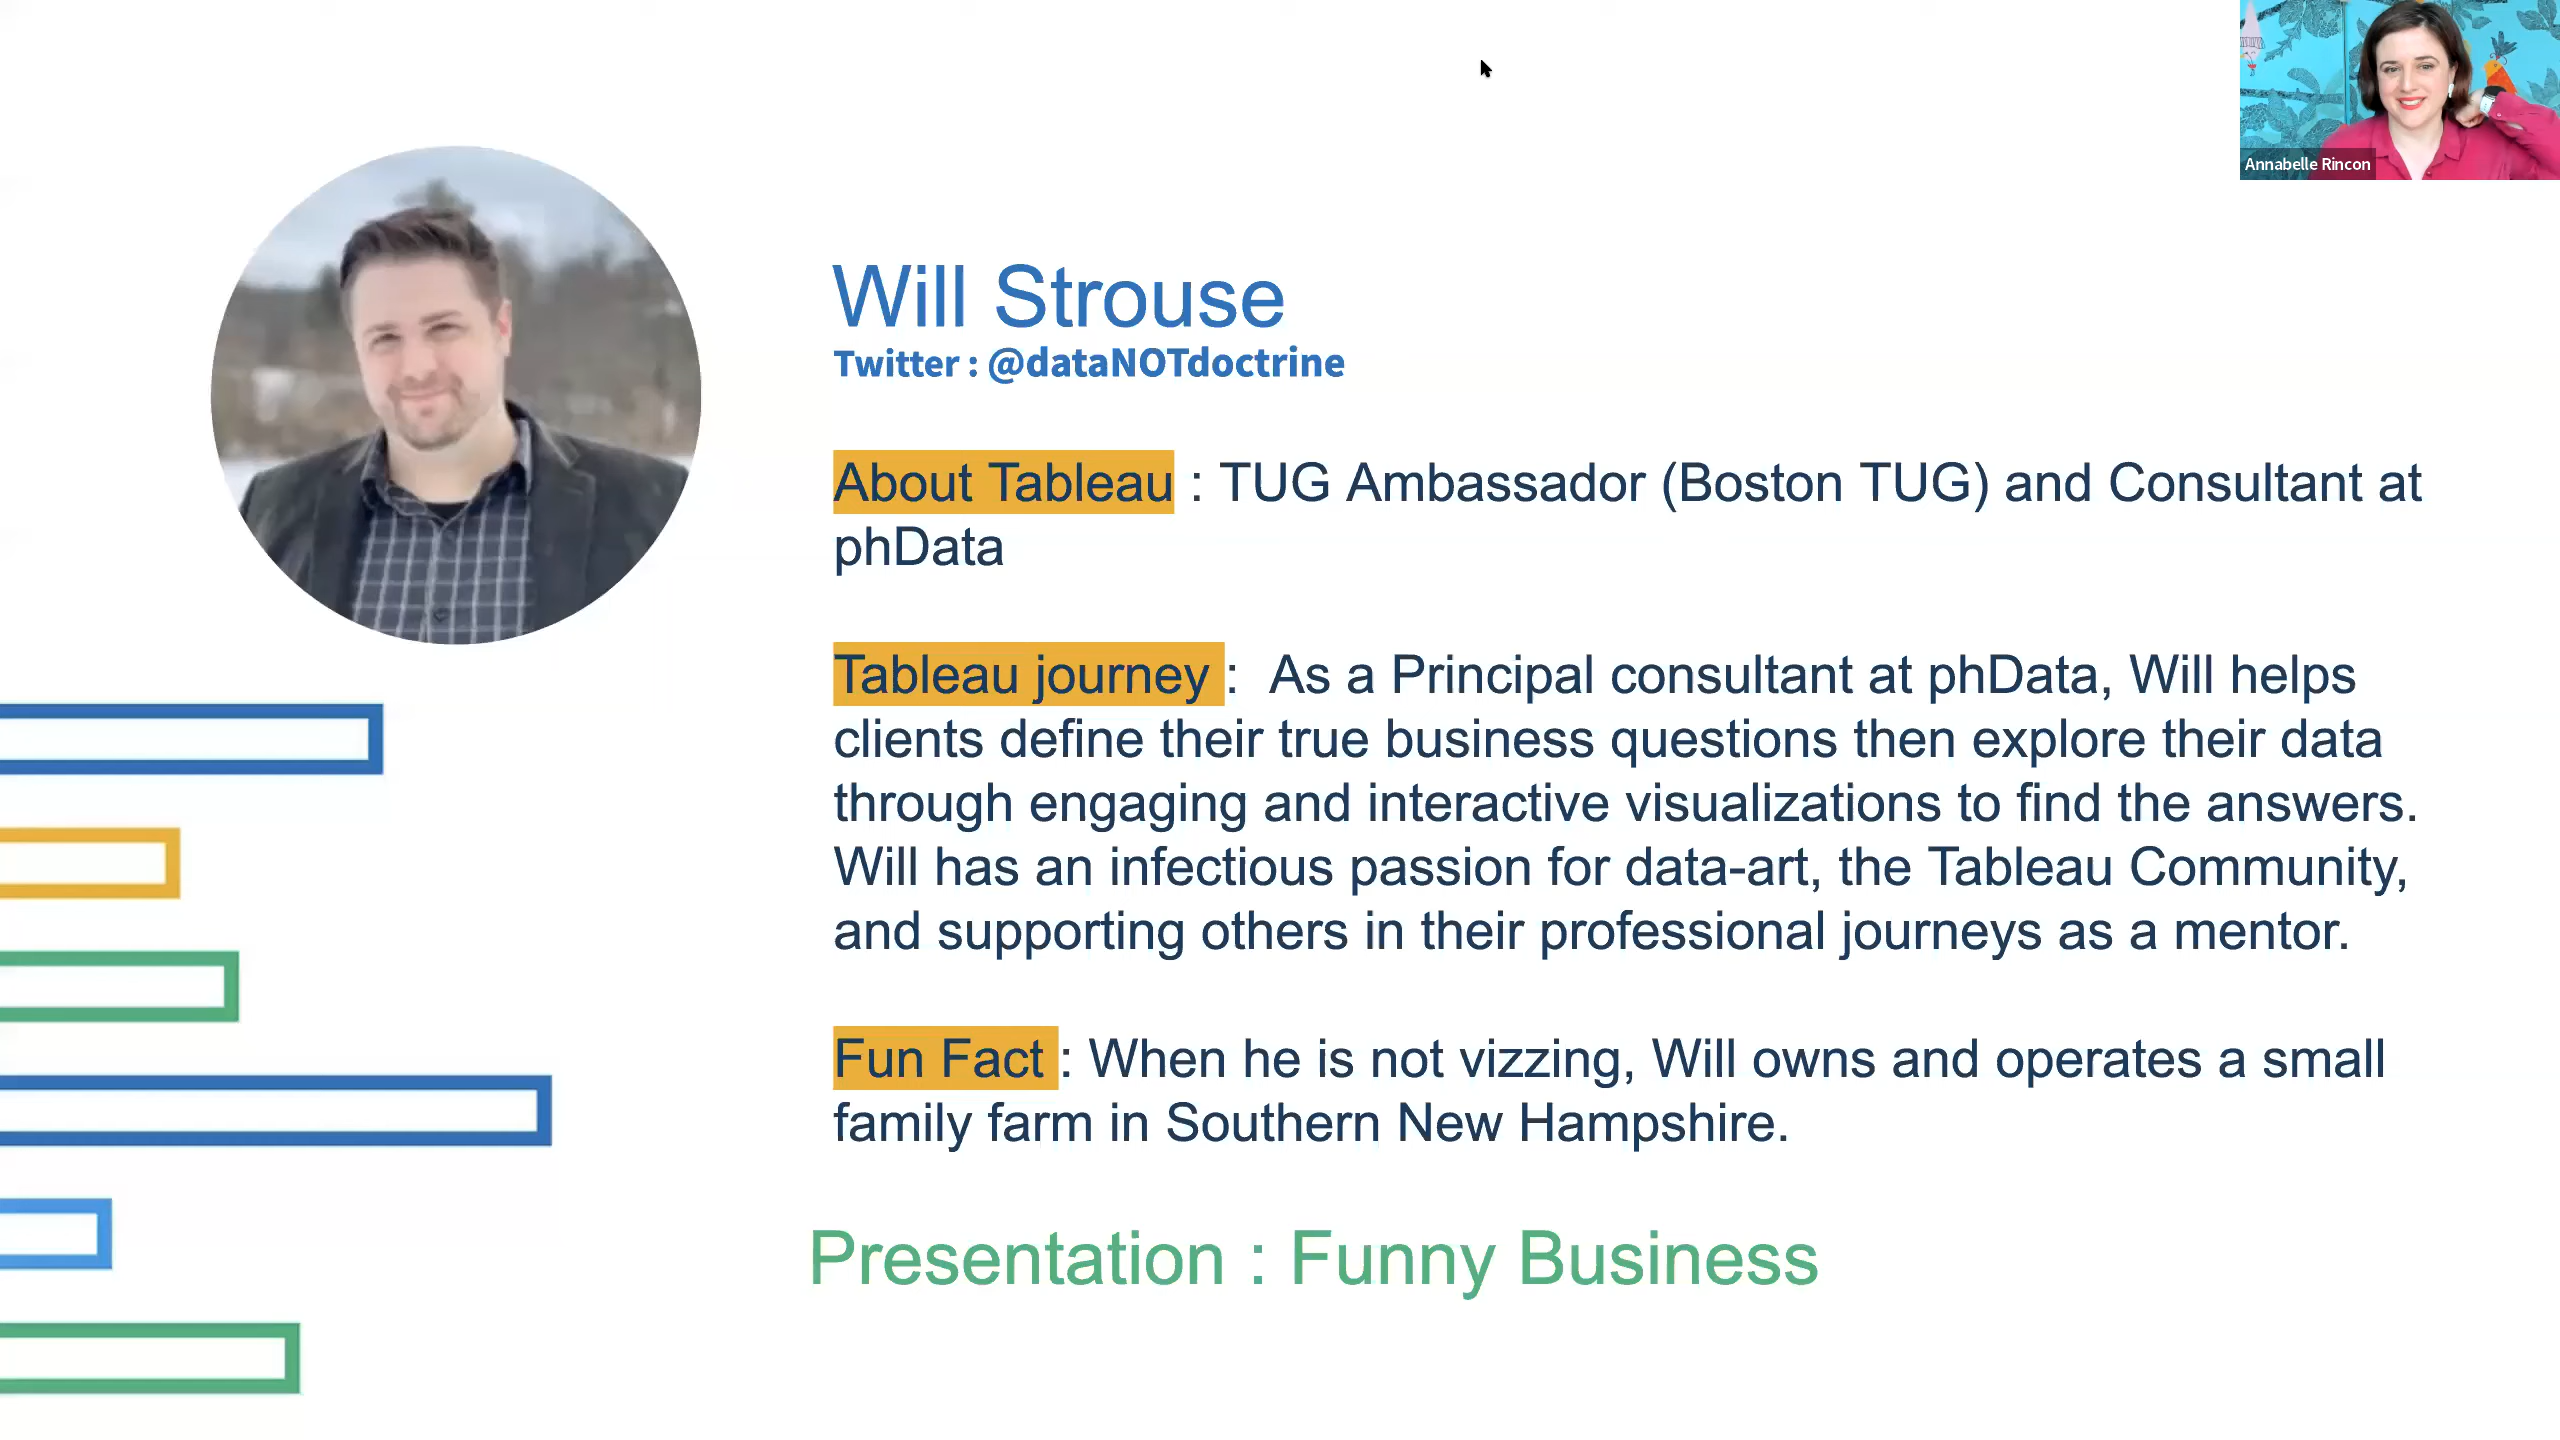 Annabelle Rincon
Will Strouse
Twitter : @dataNOTdoctrine
About Tableau : TUG Ambassador (Boston TUG) and Consultant at
phData
Tableau journey :  As a Principal consultant at phData, Will helps
clients define their true business questions then explore their data
through engaging and interactive visualizations to find the answers.
Will has an infectious passion for data-art, the Tableau Community,
and supporting others in their professional journeys as a mentor.
Fun Fact : When he is not vizzing, Will owns and operates a small
family farm in Southern New Hampshire.
Presentation : Funny Business